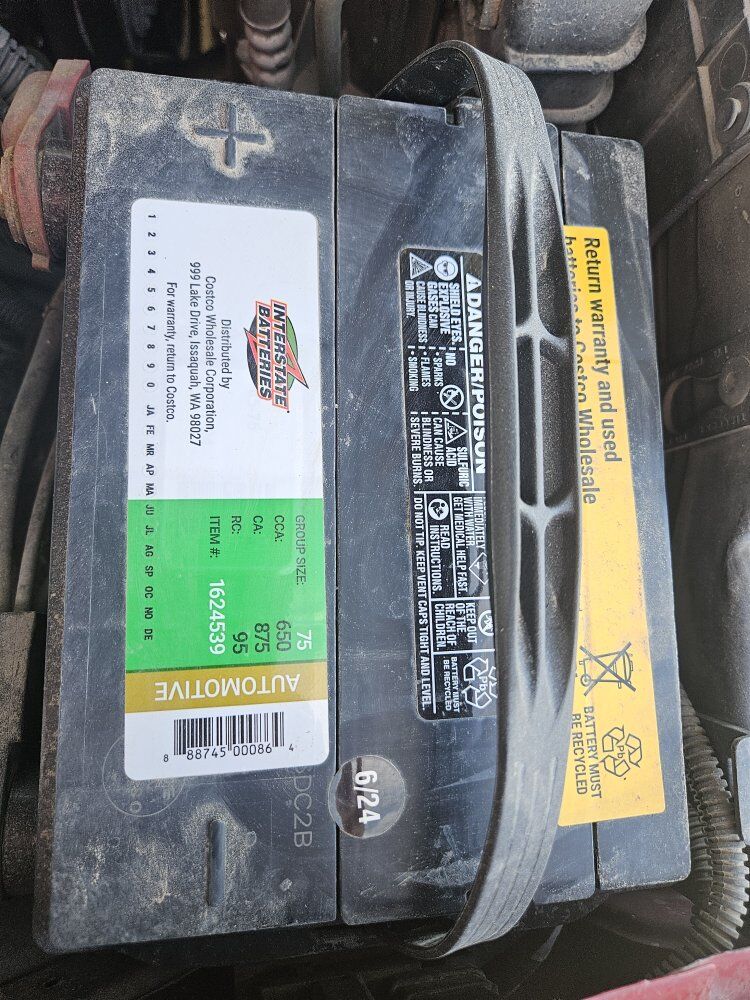 Return warranty and used
batteries to Costco Wholesale
Pb
BATTERY MUST
BE RECYCLED
DANGER/POISON
SHIELD EYES.
EXPLOSIVE
GASES CAN
CAUSE BLINDNESS
OR INJURY
NO
• SPARKS
• FLAMES
• SMOKING
SULFURIC
ACID
CAN CAUSE
BLINDNESS OR
SEVERE BURNS.
IMMEDIATELY
WITH WATER
GET MEDICAL HELP FAST.
READ
INSTRUCTIONS.
KEEP OUT
OF THE
REACH OF
CHILDREN.
Pb
BATTERY MUST
BE RECYCLED
DO NOT TIP. KEEP VENT CAPS TIGHT AND LEVEL.
6/24
+
INTERSTATE
BATTERIES
Distributed by
Costco Wholesale Corporation,
999 Lake Drive, Issaquah, WA 98027
For warranty, return to Costco.
GROUP SIZE: 75
CCA: 650
CA: 875
RC: 95
ITEM #: 1624539
AUTOMOTIVE
8 88745 00086 4
1 2 3 4 5 6 7 8 9 0 JA FE MR AP MA JU JL AG SP OC NO DE
DC2B
-